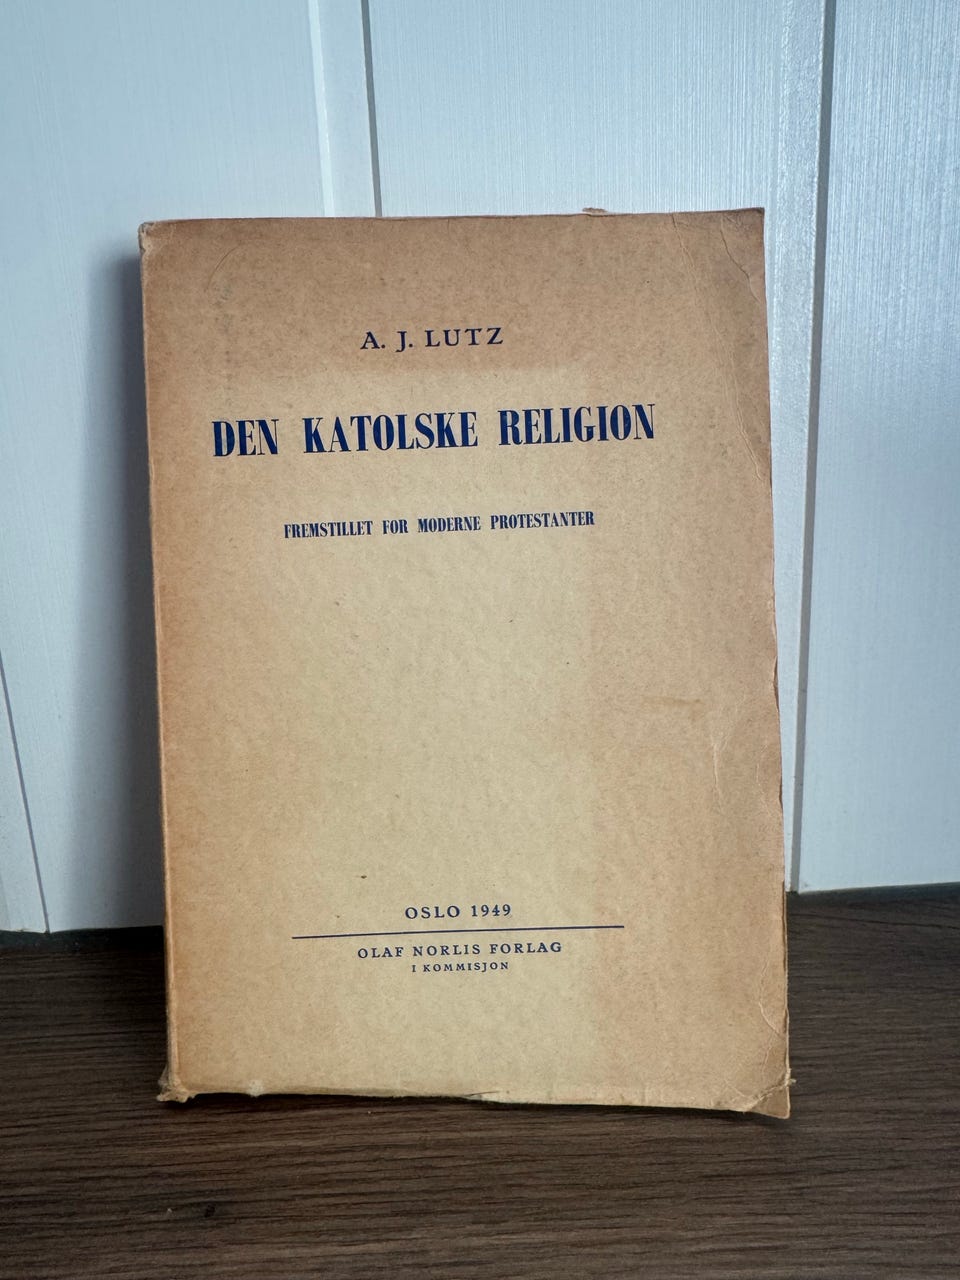 A. J. LUTZ
DEN KATOLSKE RELIGION
FREMSTILLET FOR MODERNE PROTESTANTER
OSLO 1949
OLAF NORLIS FORLAG
I KOMMISJON